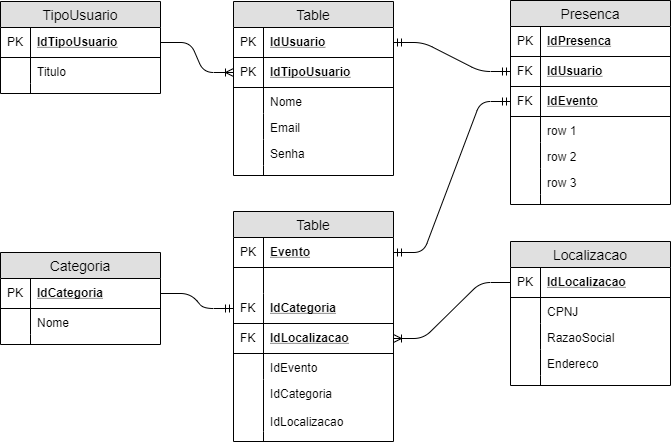 TipoUsuario
PK IdTipoUsuario
Titulo
Table
PK IdUsuario
PK IdTipoUsuario
Nome
Email
Senha
Presenca
PK IdPresenca
FK IdUsuario
FK IdEvento
row 1
row 2
row 3
Categoria
PK IdCategoria
Nome
Table
PK Evento
FK IdCategoria
FK IdLocalizacao
IdEvento
IdCategoria
IdLocalizacao
Localizacao
PK IdLocalizacao
CPNJ
RazaoSocial
Endereco